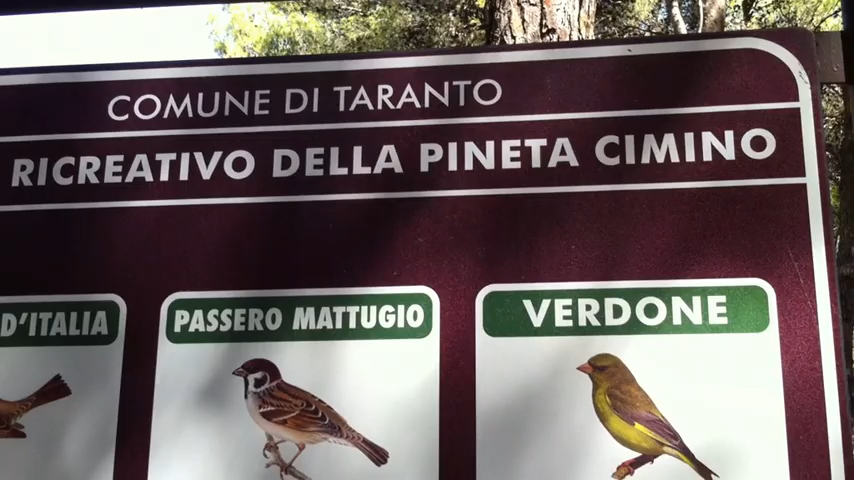 COMUNE DI TARANTO
RICREATIVO DELLA PINETA CIMINO
D'ITALIA
PASSERO MATTUGIO
VERDONE